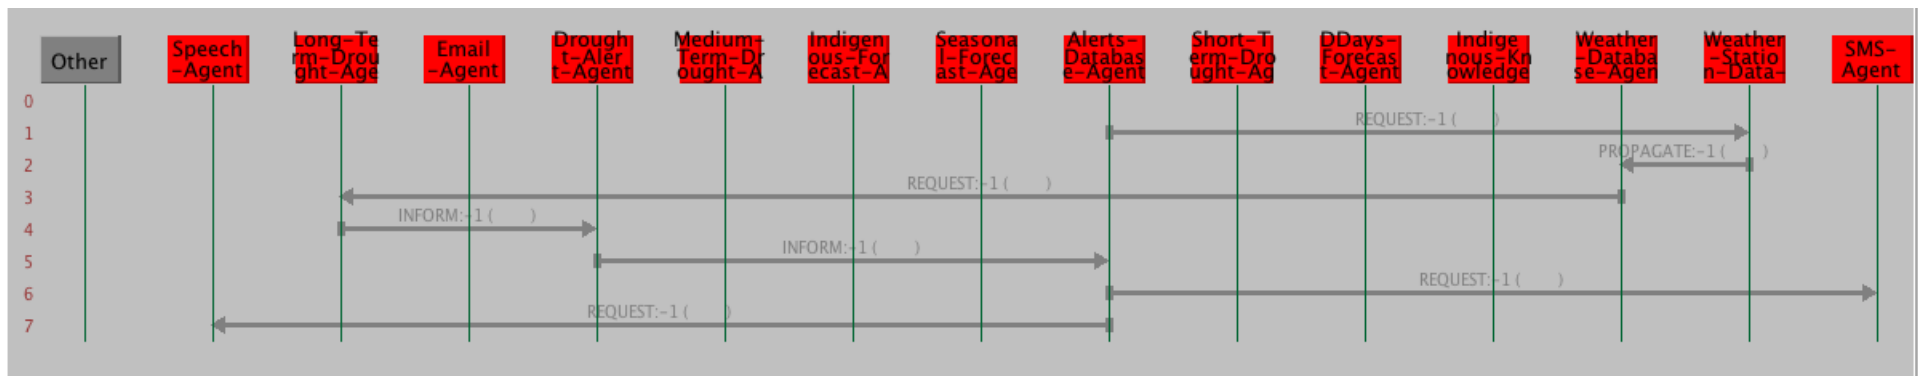 Other
Speech
-Agent
Long-Te
rm-Drou
ght-Age
Email
-Agent
Drough
t-Aler
t-Agent
Medium-
Term-Dr
ought-A
Indigen
ous-For
ecast-A
Seasona
l-Forec
ast-Age
Alerts-
Databas
e-Agent
Short-T
erm-Dro
ught-Ag
DDays-
Forecas
t-Agent
Indige
nous-Kn
owledge
Weather
-Databa
se-Agen
Weather
-Statio
n-Data-
SMS-
Agent
0
1
REQUEST:-1 ( )
2
PROPAGATE:-1 ( )
3
REQUEST:-1 ( )
4
INFORM:-1 ( )
5
INFORM:-1 ( )
6
REQUEST:-1 ( )
7
REQUEST:-1 ( )